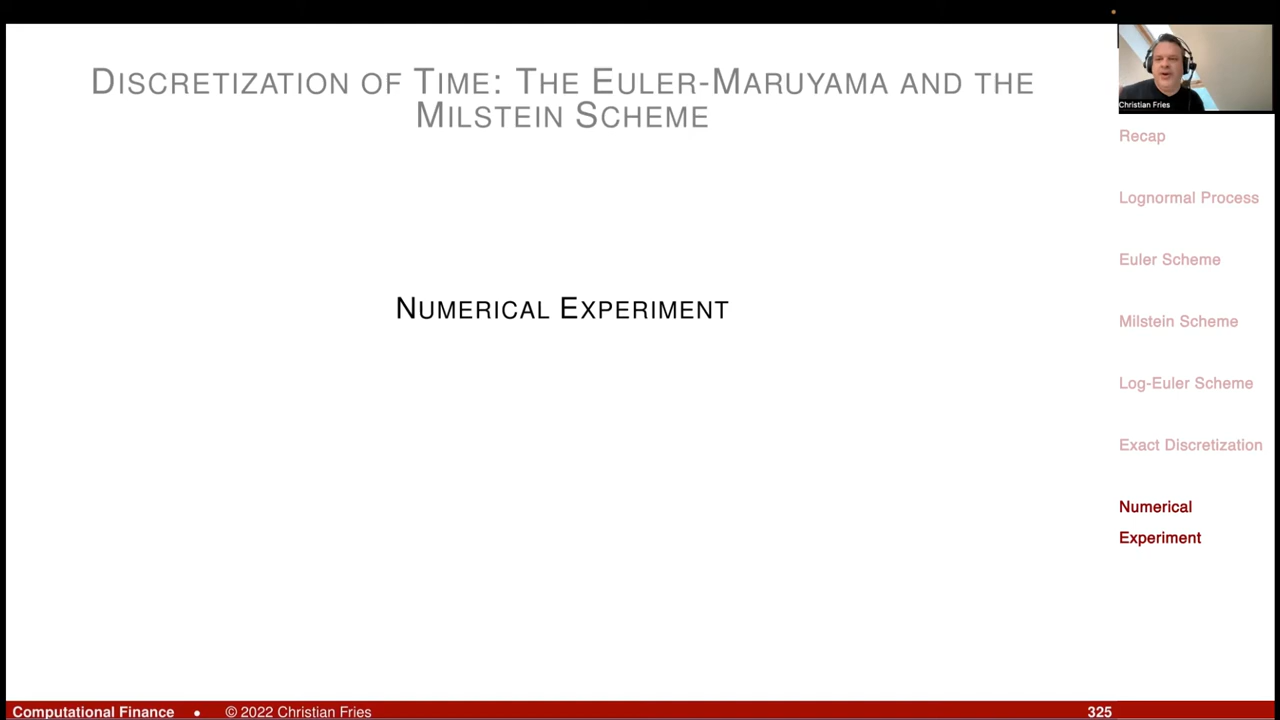 DISCRETIZATION OF TIME: THE EULER-MARUYAMA AND THE
MILSTEIN SCHEME
Christian Fries
Recap
Lognormal Process
Euler Scheme
NUMERICAL EXPERIMENT
Milstein Scheme
Log-Euler Scheme
Exact Discretization
Numerical
Experiment
Computational Finance • © 2022 Christian Fries 325